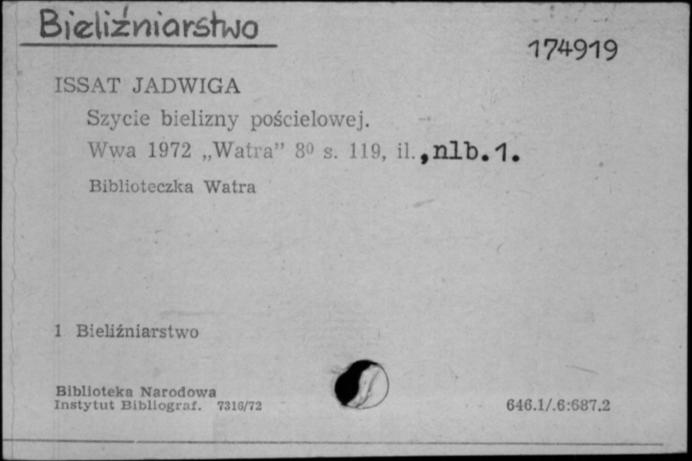 Bieliźniarstwo
174919
ISSAT JADWIGA
Szycie bielizny pościelowej.
Wwa 1972 „Watra” 8⁰ s. 119, il., nlb. 1.
Biblioteczka Watra
1 Bieliźniarstwo
Biblioteka Narodowa
Instytut Bibliograf. 7316/72
646.1/.6:687.2